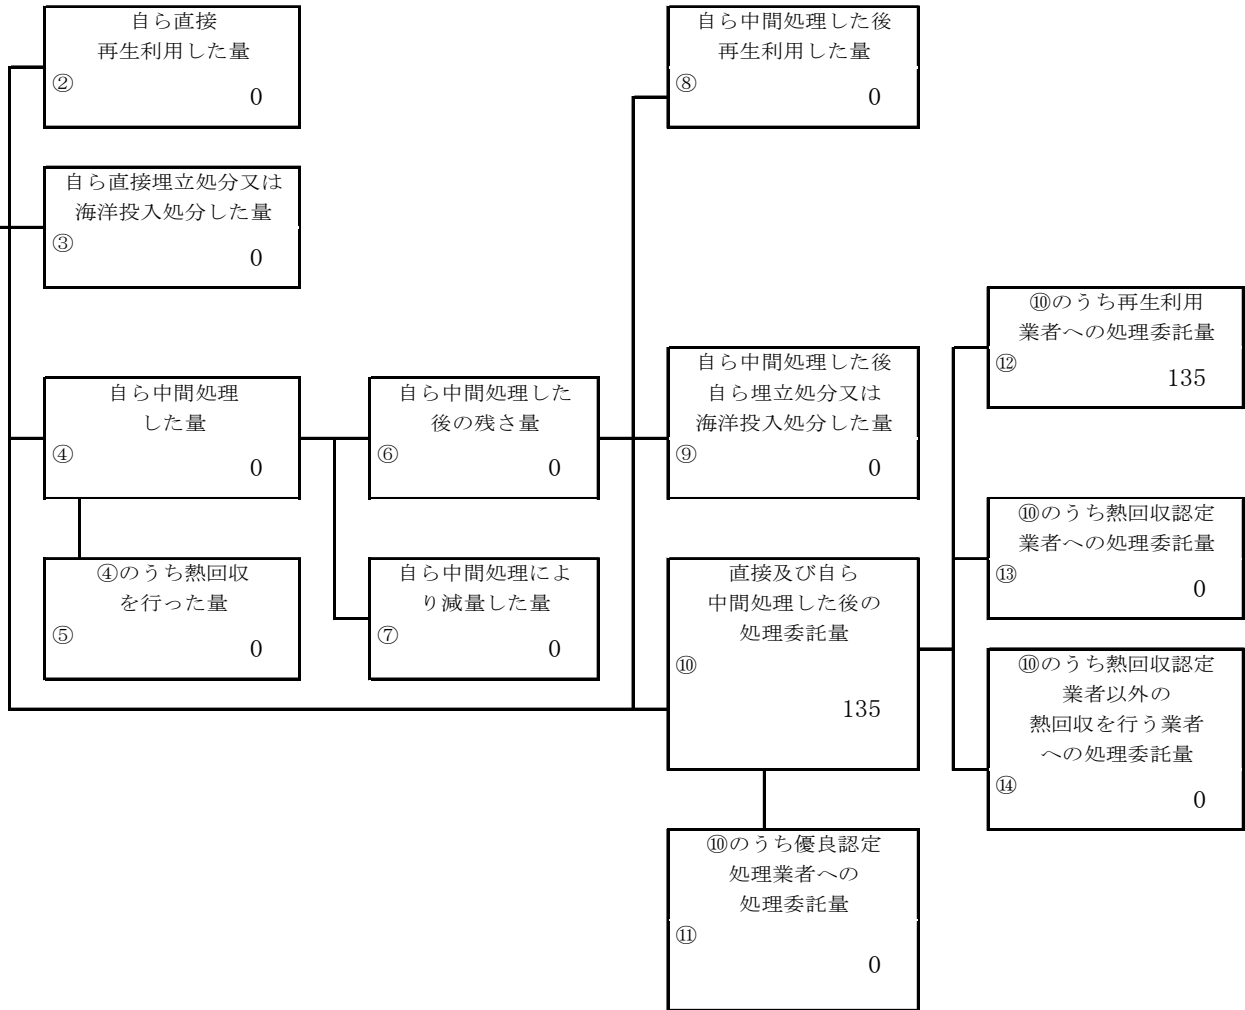 自ら直接
再生利用した量
②
0
自ら中間処理した後
再生利用した量
⑧
0
自ら直接埋立処分又は
海洋投入処分した量
③
0
⑩のうち再生利用
業者への処理委託量
⑫
135
自ら中間処理
した量
④
0
自ら中間処理した
後の残さ量
⑥
0
自ら中間処理した後
自ら埋立処分又は
海洋投入処分した量
⑨
0
⑩のうち熱回収認定
業者への処理委託量
⑬
0
④のうち熱回収
を行った量
⑤
0
自ら中間処理によ
り減量した量
⑦
0
直接及び自ら
中間処理した後の
処理委託量
⑩
135
⑩のうち熱回収認定
業者以外の
熱回収を行う業者
への処理委託量
⑭
0
⑩のうち優良認定
処理業者への
処理委託量
⑪
0